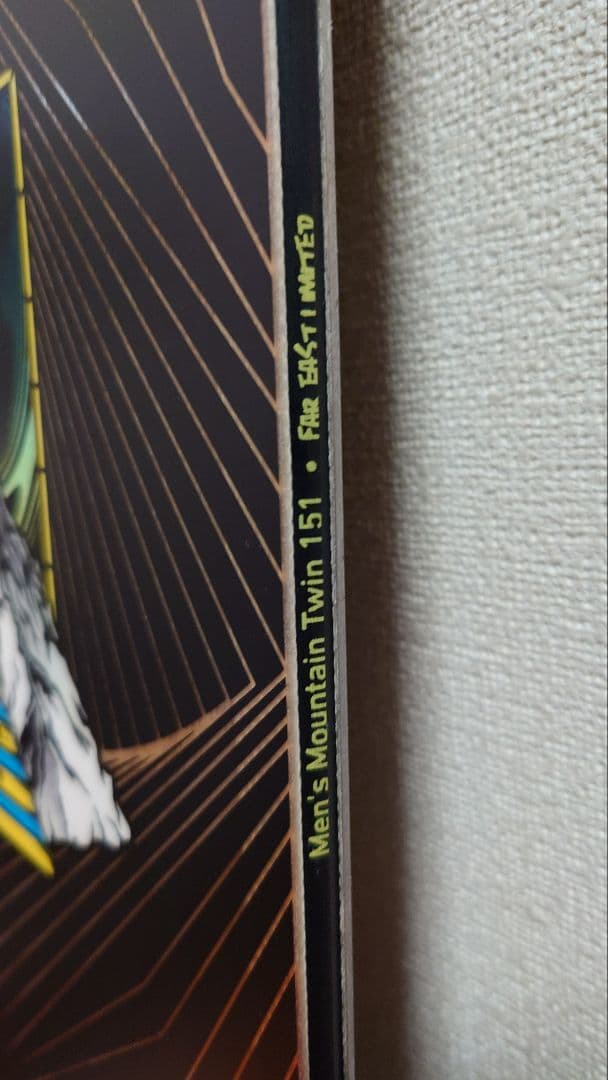 Men's Mountain Twin 151 • FAR EAST LIMITED